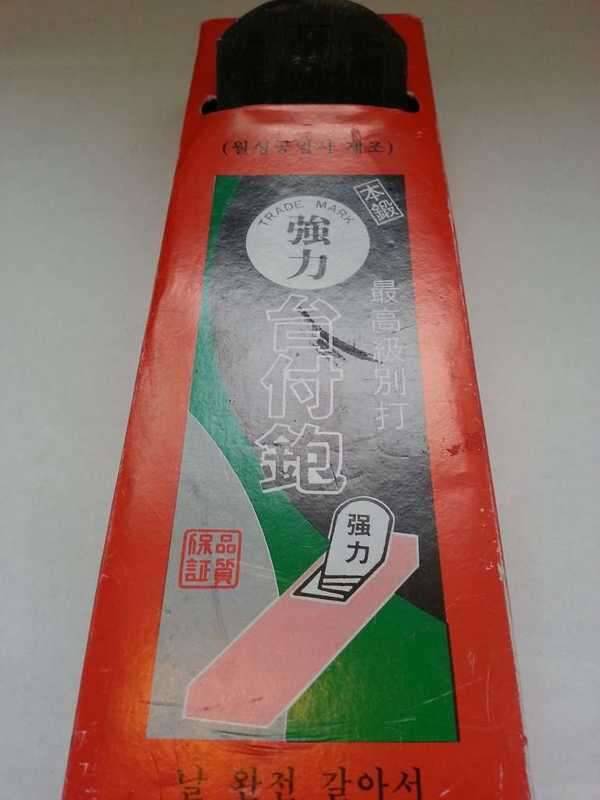 TRADE MARK
強力
本鍛
最高級別打
台付鉋
强力
品質
保証
날 완전 갈아서